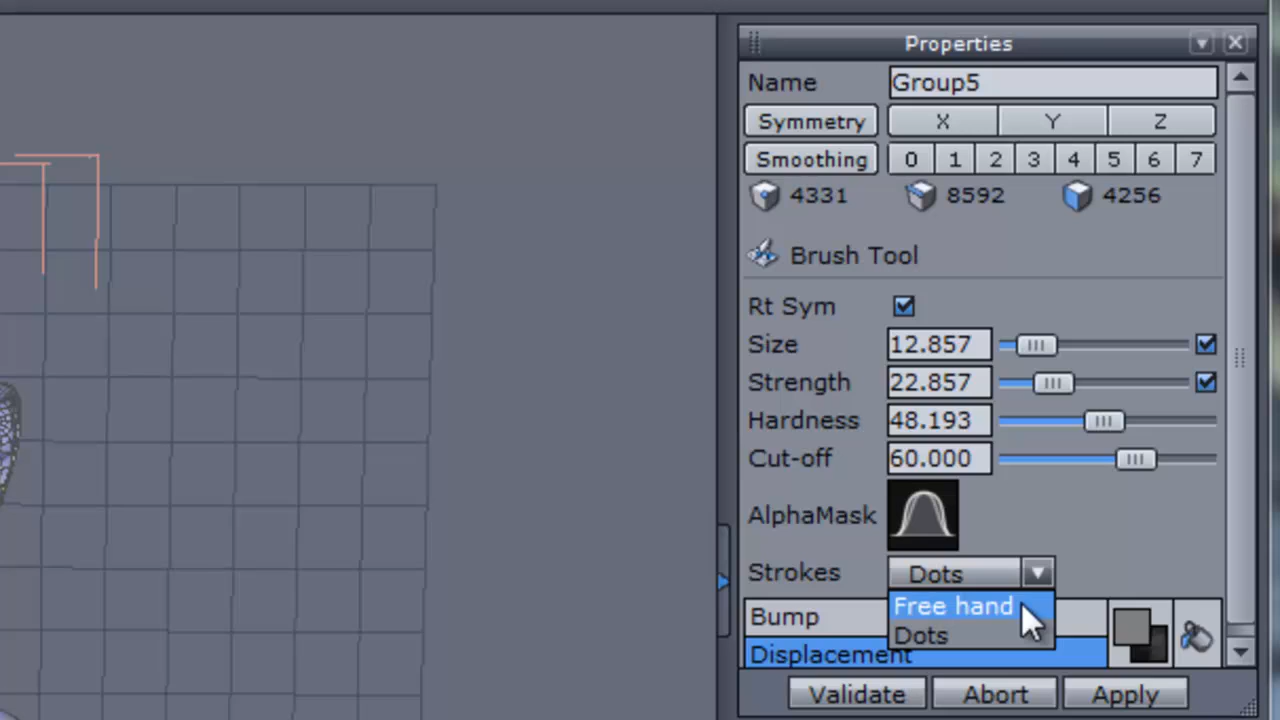 Properties
Name Group5
Symmetry X Y Z
Smoothing 0 1 2 3 4 5 6 7
4331 8592 4256
Brush Tool
Rt Sym
Size 12.857
Strength 22.857
Hardness 48.193
Cut-off 60.000
AlphaMask
Strokes Dots
Free hand
Bump
Dots
Displacement
Validate Abort Apply